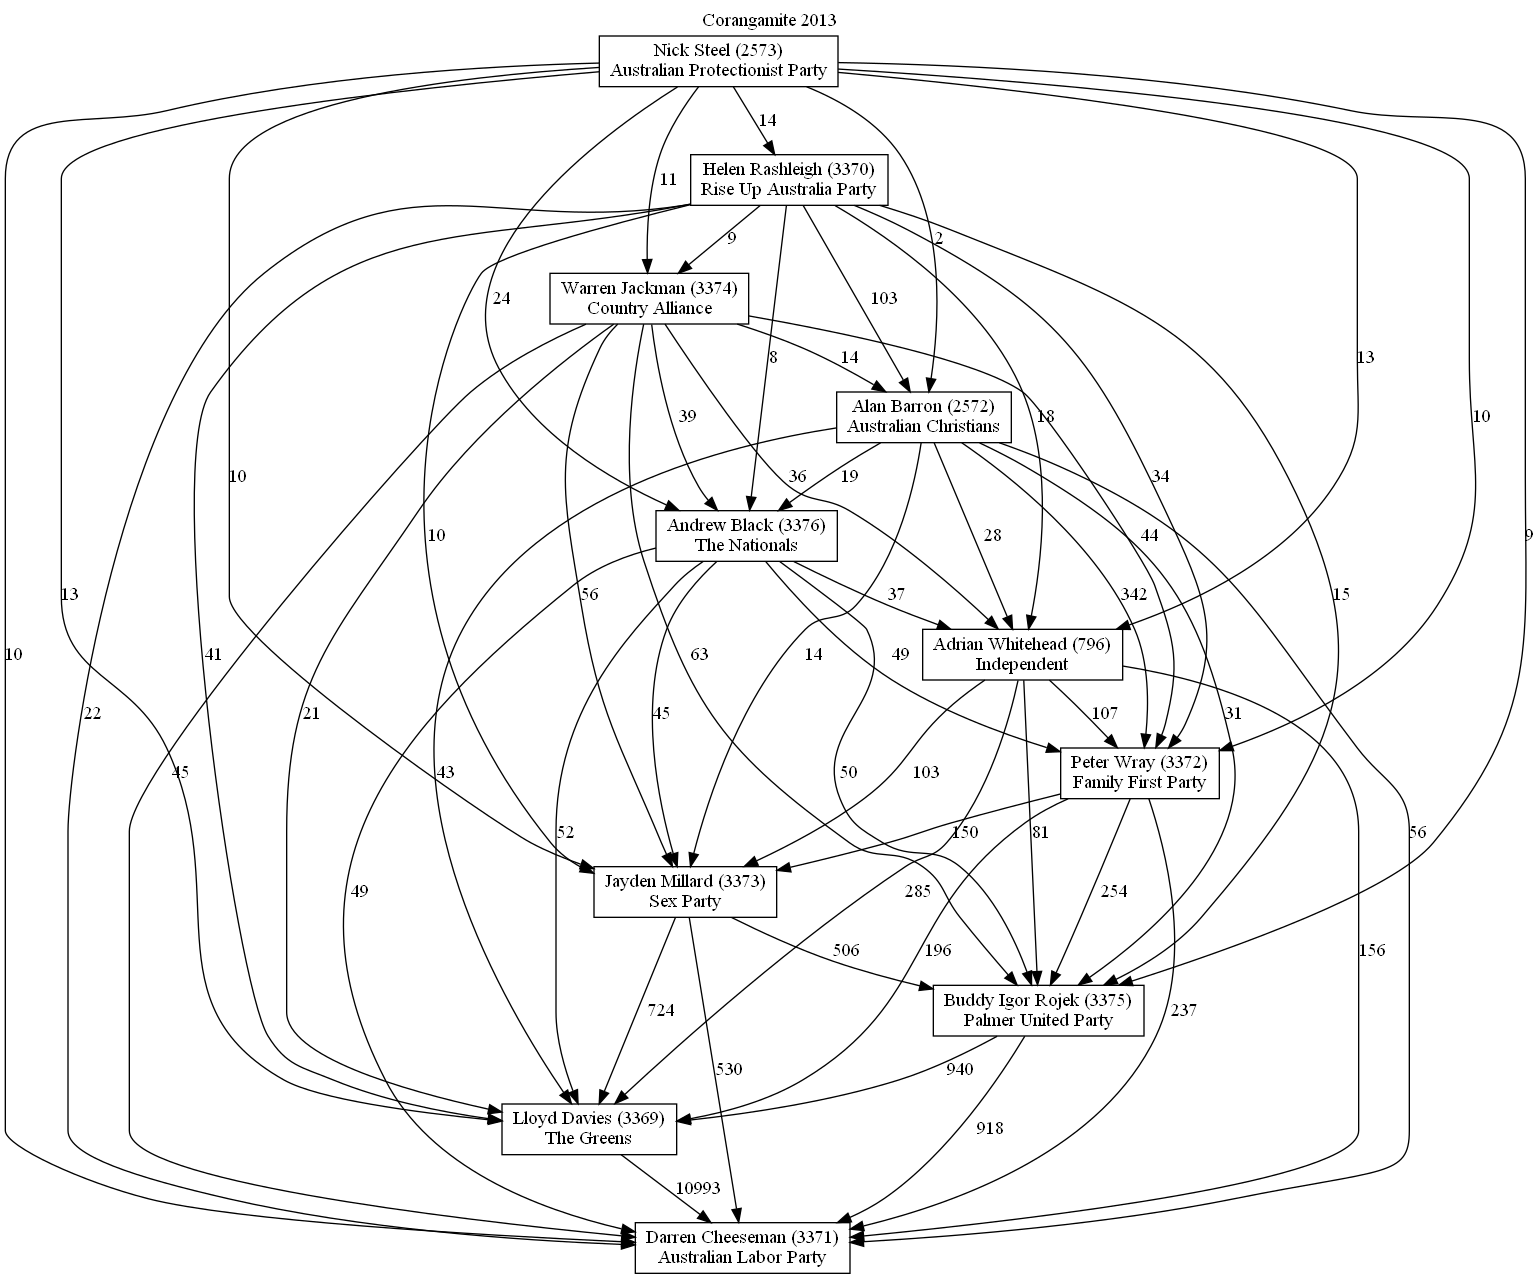 Corangamite 2013
Nick Steel (2573)
Australian Protectionist Party
14
11
Helen Rashleigh (3370)
Rise Up Australia Party
9
2
24
103
Warren Jackman (3374)
Country Alliance
8
14
13
Alan Barron (2572)
Australian Christians
39
18
10
10
36
19
34
Andrew Black (3376)
The Nationals
10
28
44
9
13
56
37
342
15
10
41
63
14
Adrian Whitehead (796)
Independent
49
22
21
45
107
31
45
43
50
103
Peter Wray (3372)
Family First Party
52
150
81
56
49
Jayden Millard (3373)
Sex Party
285
254
506
196
156
724
Buddy Igor Rojek (3375)
Palmer United Party
237
530
940
Lloyd Davies (3369)
The Greens
918
10993
Darren Cheeseman (3371)
Australian Labor Party